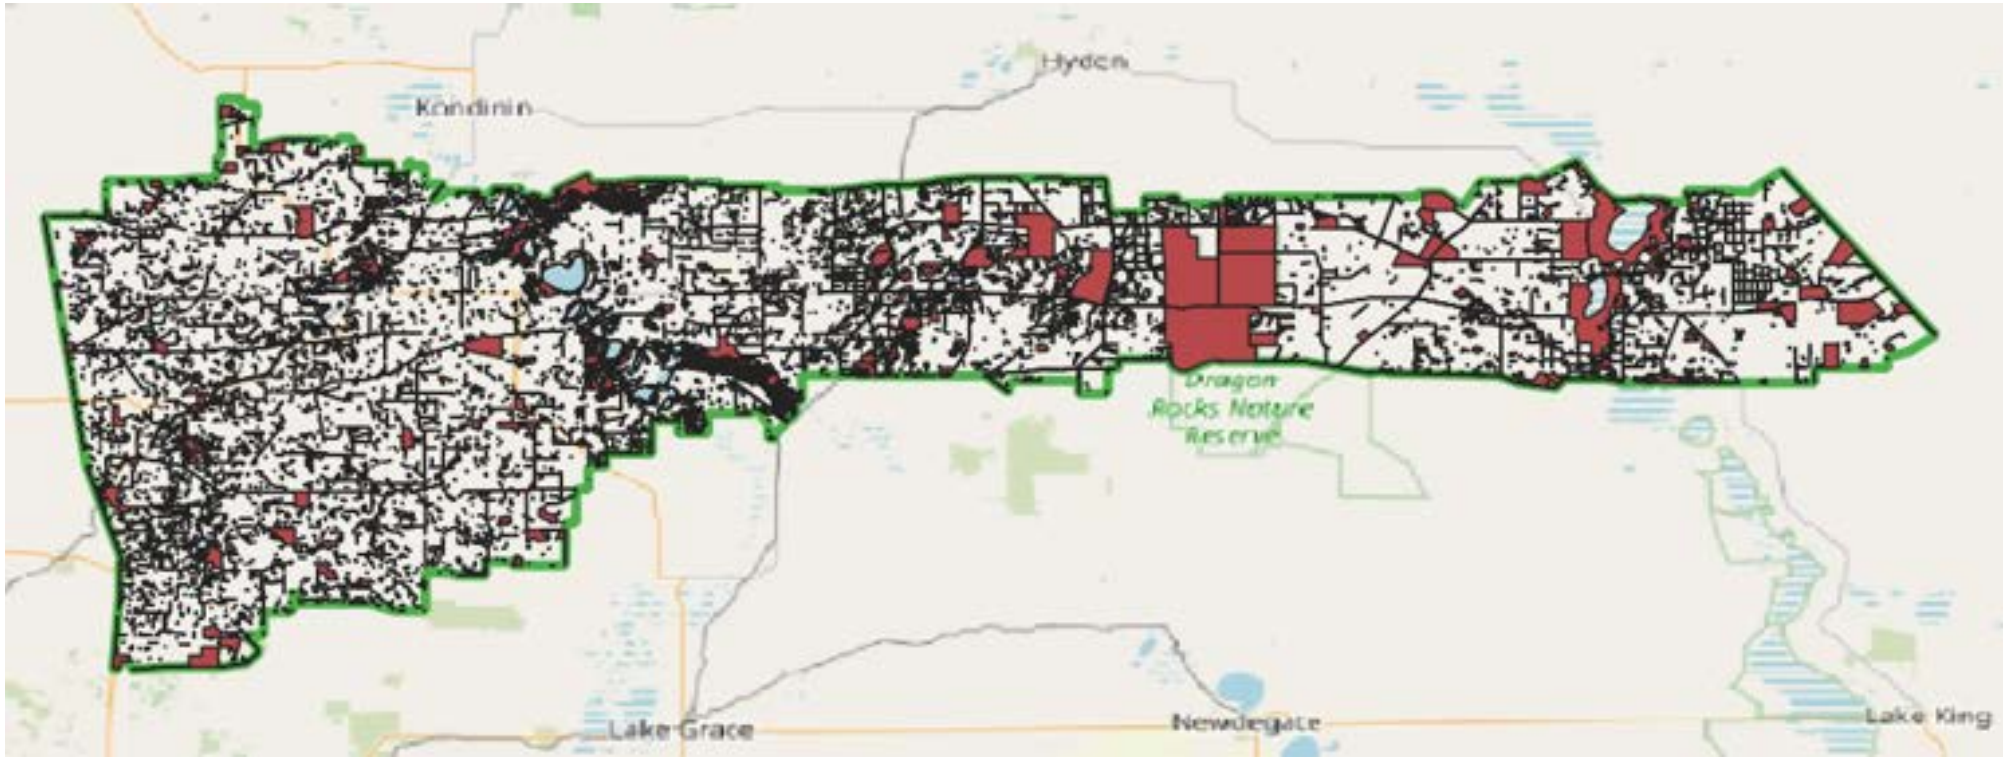 Hyden
Kondinin
Dragon
Rocks Nature
Reserve
Lake Grace
Newdegate
Lake King